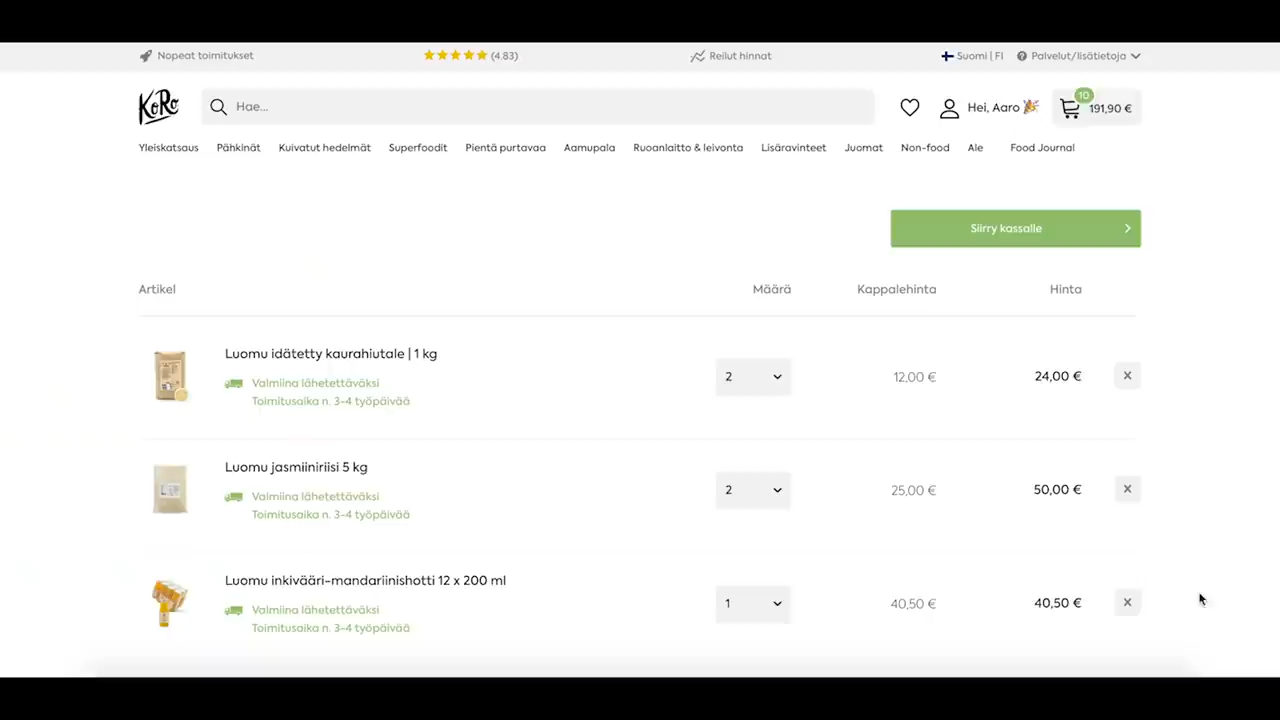 Nopeat toimitukset
(4.83)
Reilut hinnat
Suomi | FI
Palvelut/lisätietoja
KoRo
Hae...
Hei, Aaro 🎉
10
191,90 €
Yleiskatsaus
Pähkinät
Kuivatut hedelmät
Superfoodit
Pientä purtavaa
Aamupala
Ruoanlaitto & leivonta
Lisäravinteet
Juomat
Non-food
Ale
Food Journal
Siirry kassalle
Artikel
Määrä
Kappalehinta
Hinta
Luomu idätetty kaurahiutale | 1 kg
Valmiina lähetettäväksi
Toimitusaika n. 3-4 työpäivää
2
12,00 €
24,00 €
X
Luomu jasmiiniriisi 5 kg
Valmiina lähetettäväksi
Toimitusaika n. 3-4 työpäivää
2
25,00 €
50,00 €
X
Luomu inkivääri-mandariinishotti 12 x 200 ml
Valmiina lähetettäväksi
Toimitusaika n. 3-4 työpäivää
1
40,50 €
40,50 €
X